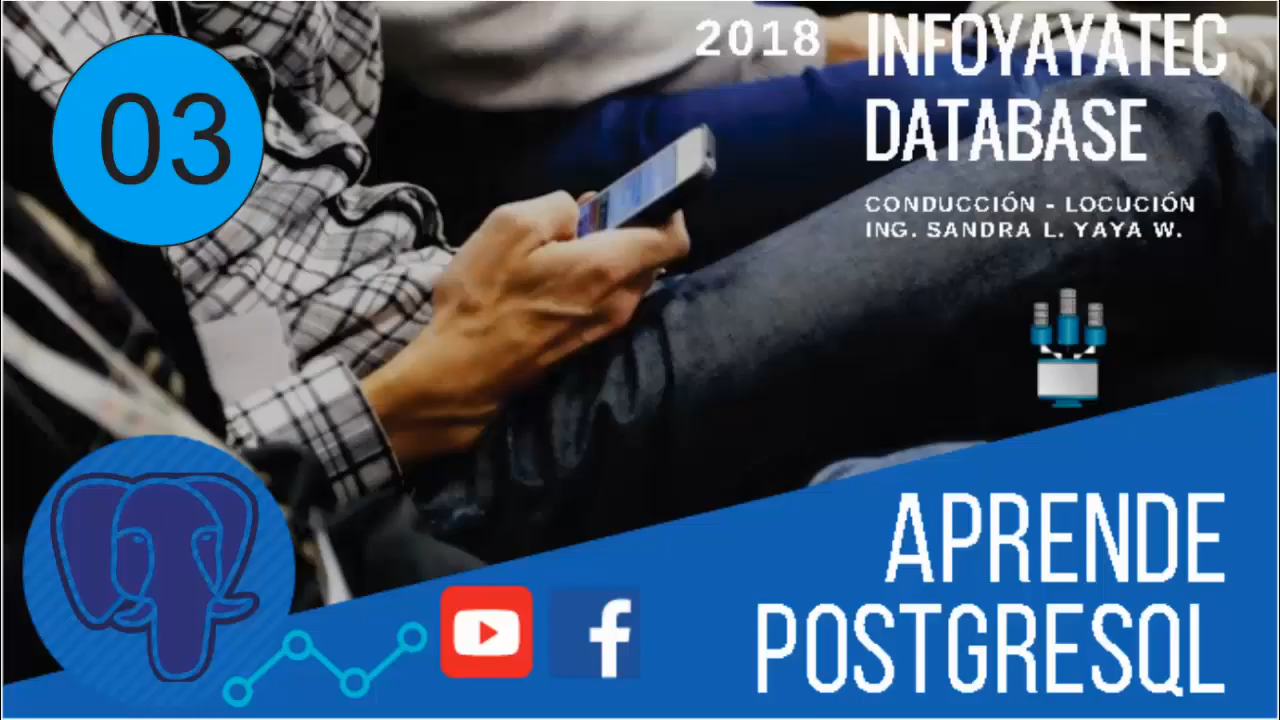 03
2018
INFOYAYATEC
DATABASE
CONDUCCIÓN - LOCUCIÓN
ING. SANDRA L. YAYA W.
APRENDE
POSTGRESQL